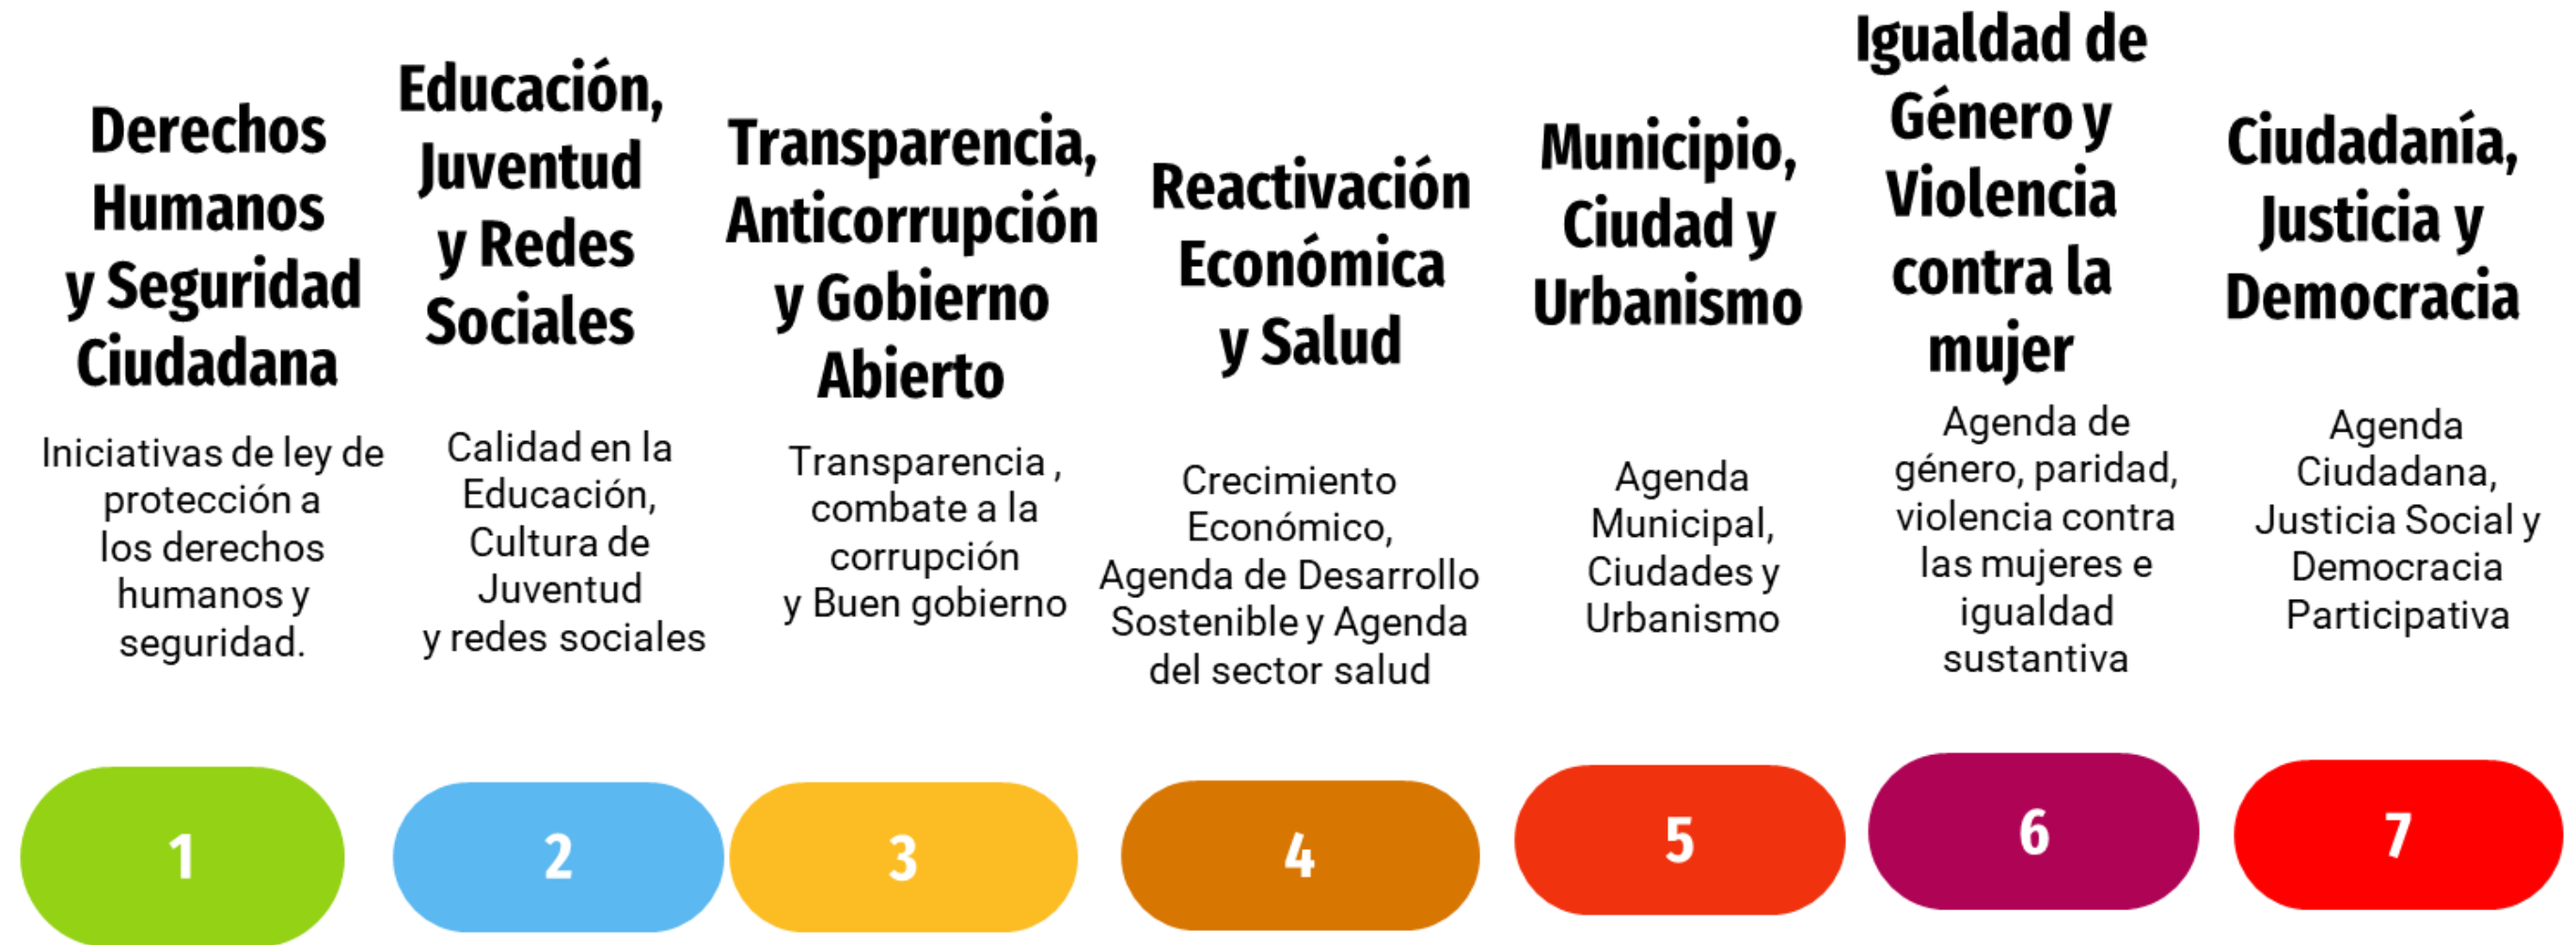 Derechos
Humanos
y Seguridad
Ciudadana
Iniciativas de ley de
protección a
los derechos
humanos y
seguridad.
1
Educación,
Juventud
y Redes
Sociales
Calidad en la
Educación,
Cultura de
Juventud
y redes sociales
2
Transparencia,
Anticorrupción
y Gobierno
Abierto
Transparencia ,
combate a la
corrupción
y Buen gobierno
3
Reactivación
Económica
y Salud
Crecimiento
Económico,
Agenda de Desarrollo
Sostenible y Agenda
del sector salud
4
Municipio,
Ciudad y
Urbanismo
Agenda
Municipal,
Ciudades y
Urbanismo
5
Igualdad de
Género y
Violencia
contra la
mujer
Agenda de
género, paridad,
violencia contra
las mujeres e
igualdad
sustantiva
6
Ciudadanía,
Justicia y
Democracia
Agenda
Ciudadana,
Justicia Social y
Democracia
Participativa
7